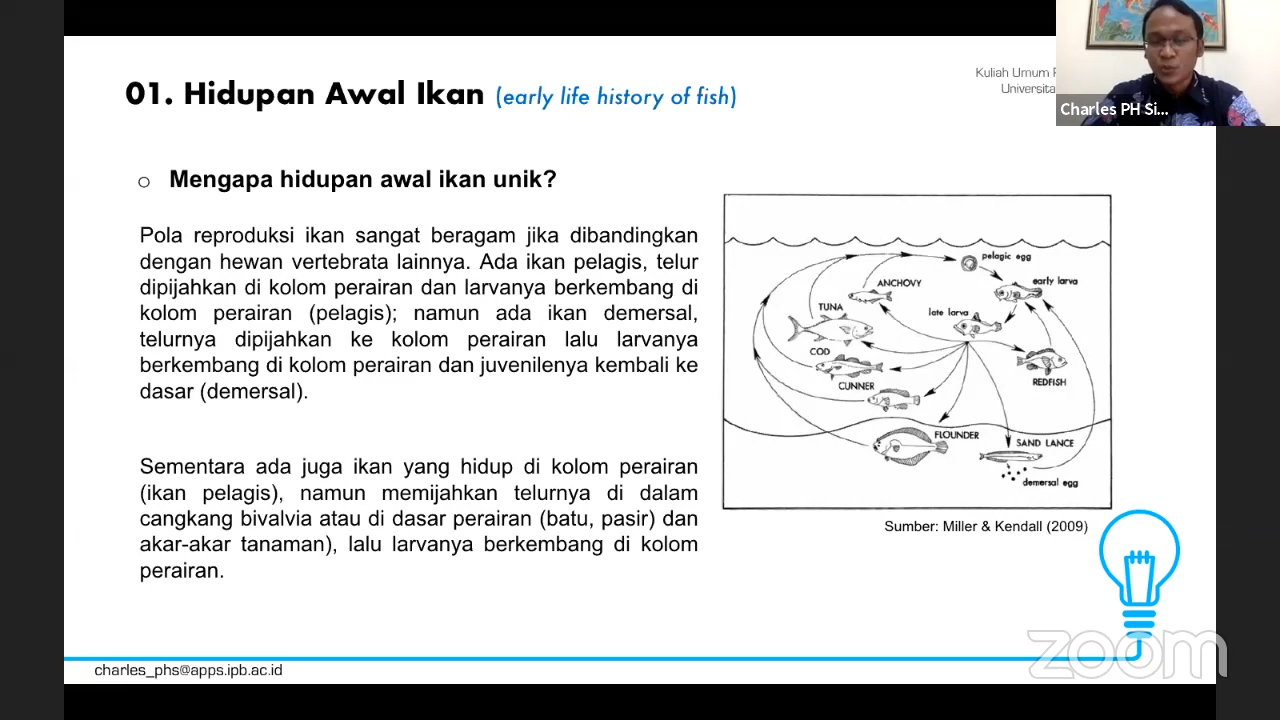 01. Hidupan Awal Ikan (early life history of fish)
Kuliah Umum
Charles PH Si...
o Mengapa hidupan awal ikan unik?
Pola reproduksi ikan sangat beragam jika dibandingkan
dengan hewan vertebrata lainnya. Ada ikan pelagis, telur
dipijahkan di kolom perairan dan larvanya berkembang di
kolom perairan (pelagis); namun ada ikan demersal,
telurnya dipijahkan ke kolom perairan lalu larvanya
berkembang di kolom perairan dan juvenilenya kembali ke
dasar (demersal).
Sementara ada juga ikan yang hidup di kolom perairan
(ikan pelagis), namun memijahkan telurnya di dalam
cangkang bivalvia atau di dasar perairan (batu, pasir) dan
akar-akar tanaman), lalu larvanya berkembang di kolom
perairan.
pelagic egg
early larva
ANCHOVY
late larva
TUNA
COD
REDFISH
CUNNER
FLOUNDER
SAND LANCE
demersal egg
Sumber: Miller & Kendall (2009)
charles_phs@apps.ipb.ac.id
zoom